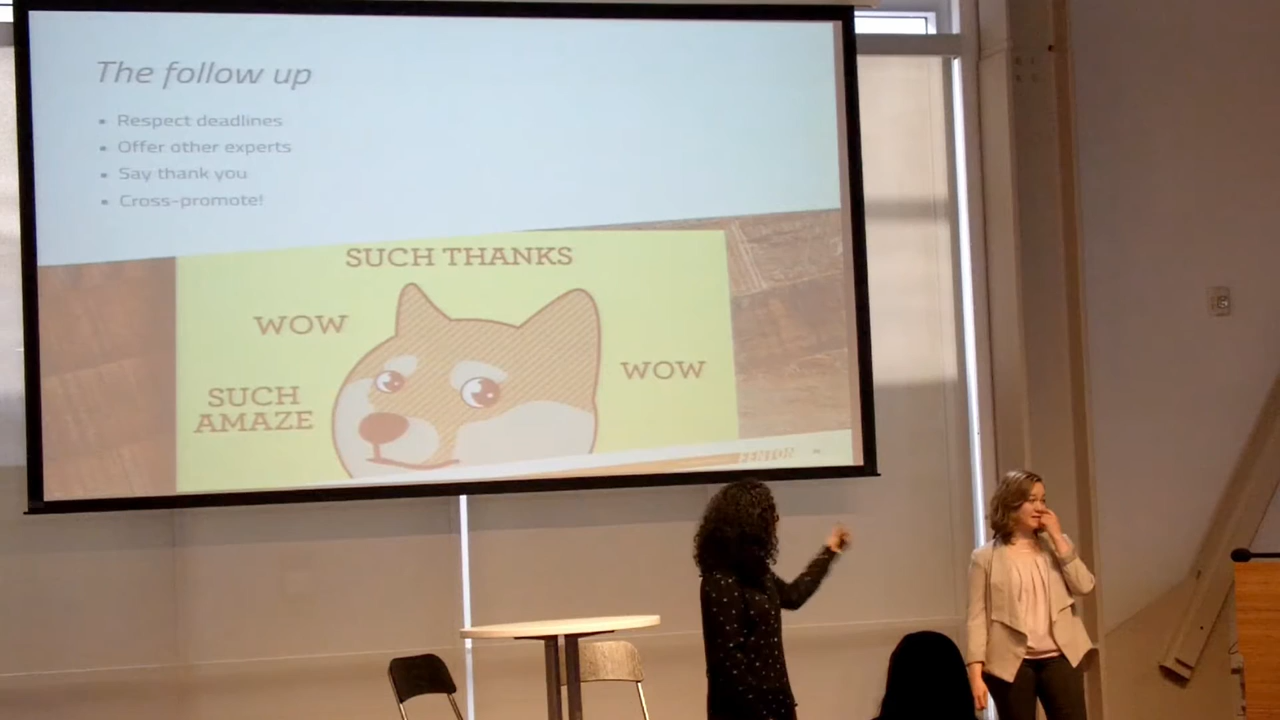 The follow up
Respect deadlines
Offer other experts
Say thank you
Cross-promote!
SUCH THANKS
WOW
WOW
SUCH
AMAZE
FENTON